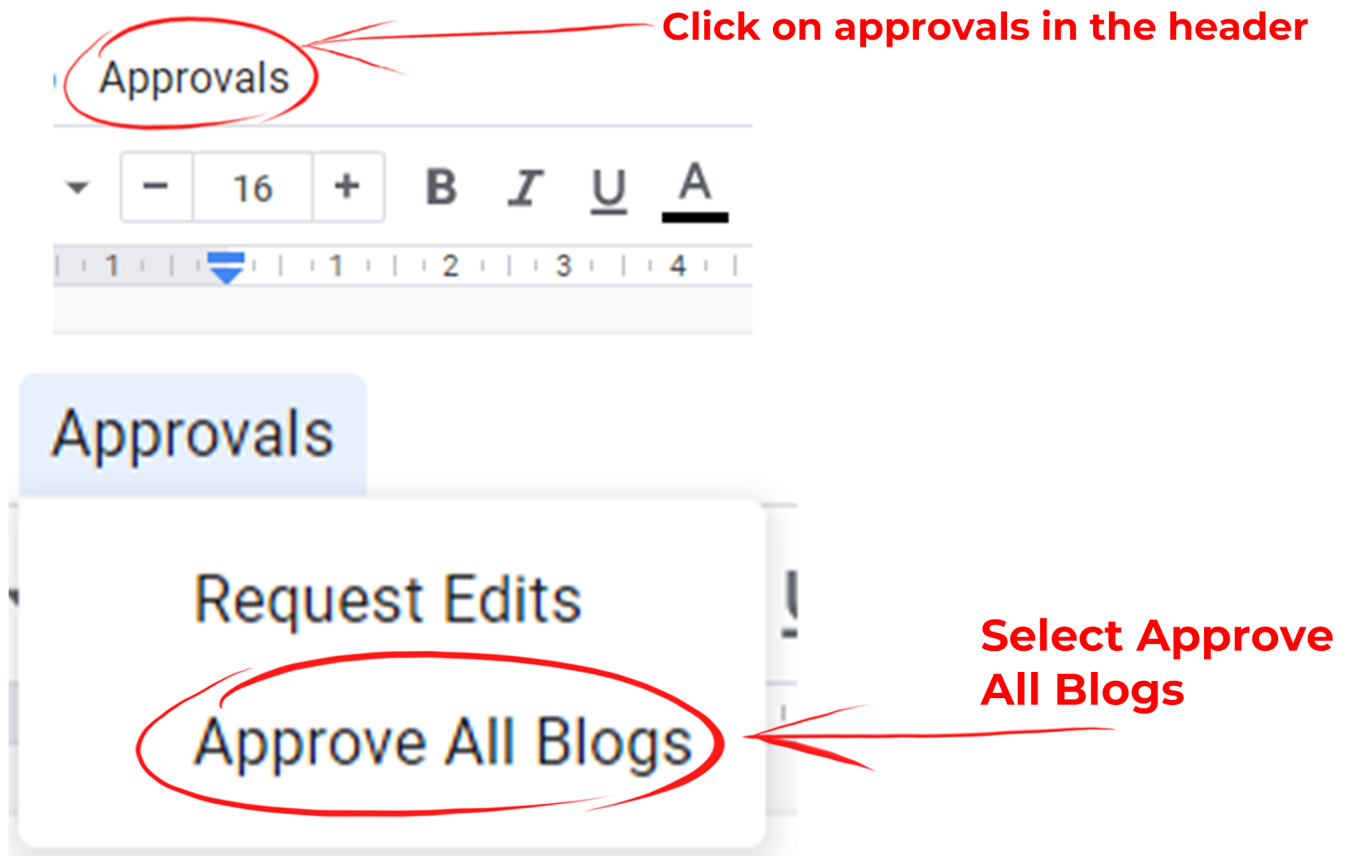 Click on approvals in the header
Approvals
16 B I U A
1 1 2 3 4
Approvals
Request Edits
Select Approve
All Blogs
Approve All Blogs